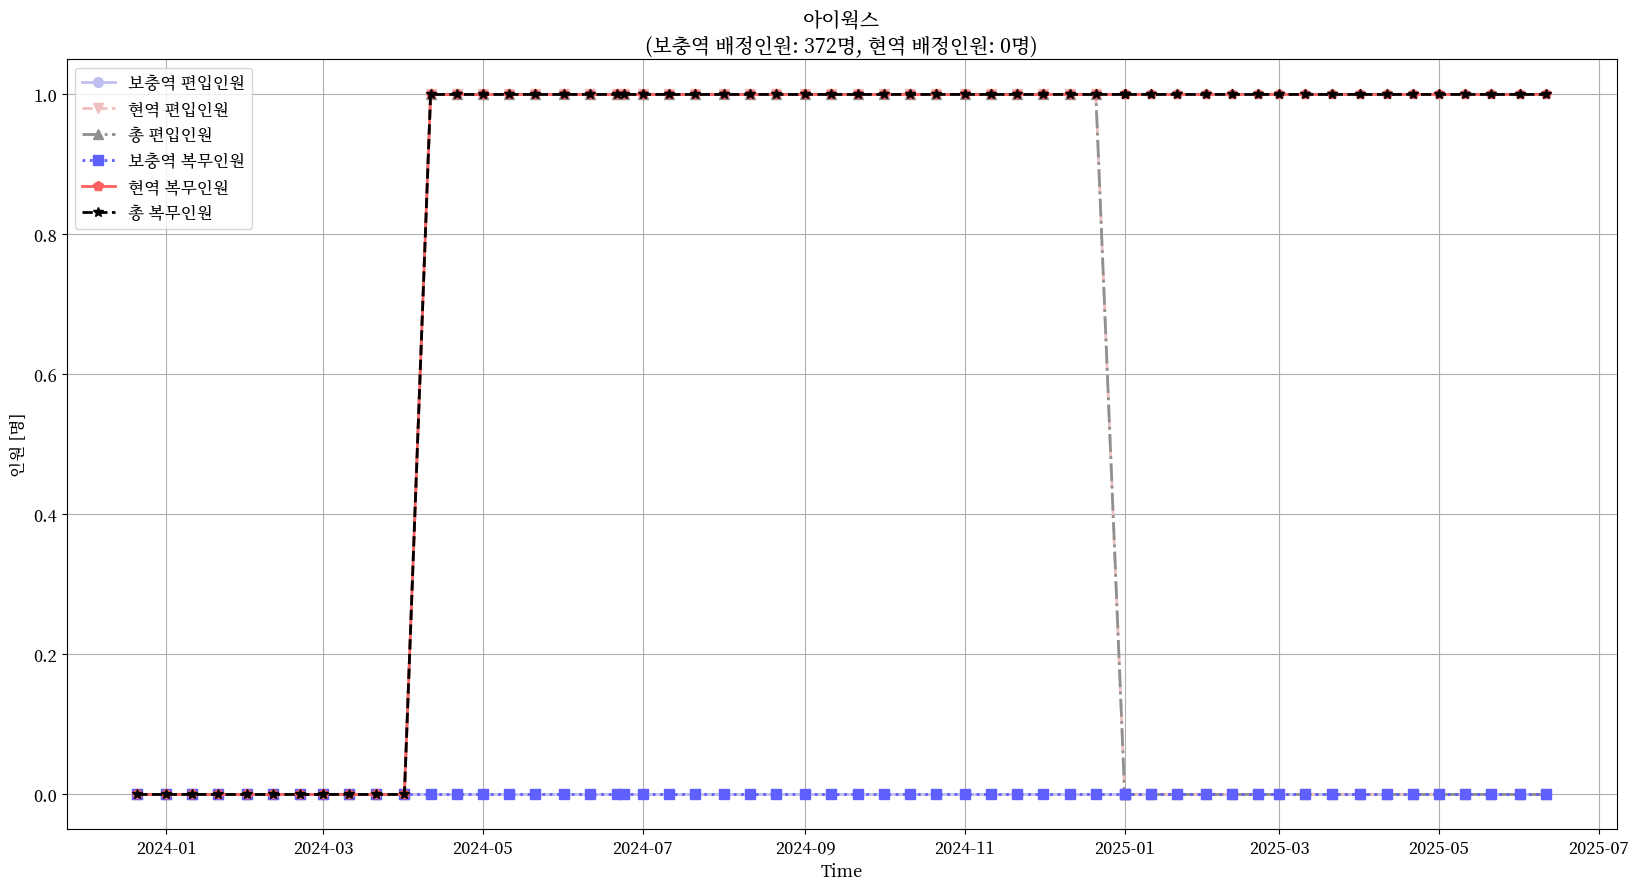 아이웍스
(보충역 배정인원: 372명, 현역 배정인원: 0명)
보충역 편입인원
현역 편입인원
총 편입인원
보충역 복무인원
현역 복무인원
총 복무인원
1.0
0.8
0.6
0.4
0.2
0.0
인원 [명]
2024-01
2024-03
2024-05
2024-07
2024-09
2024-11
2025-01
2025-03
2025-05
2025-07
Time